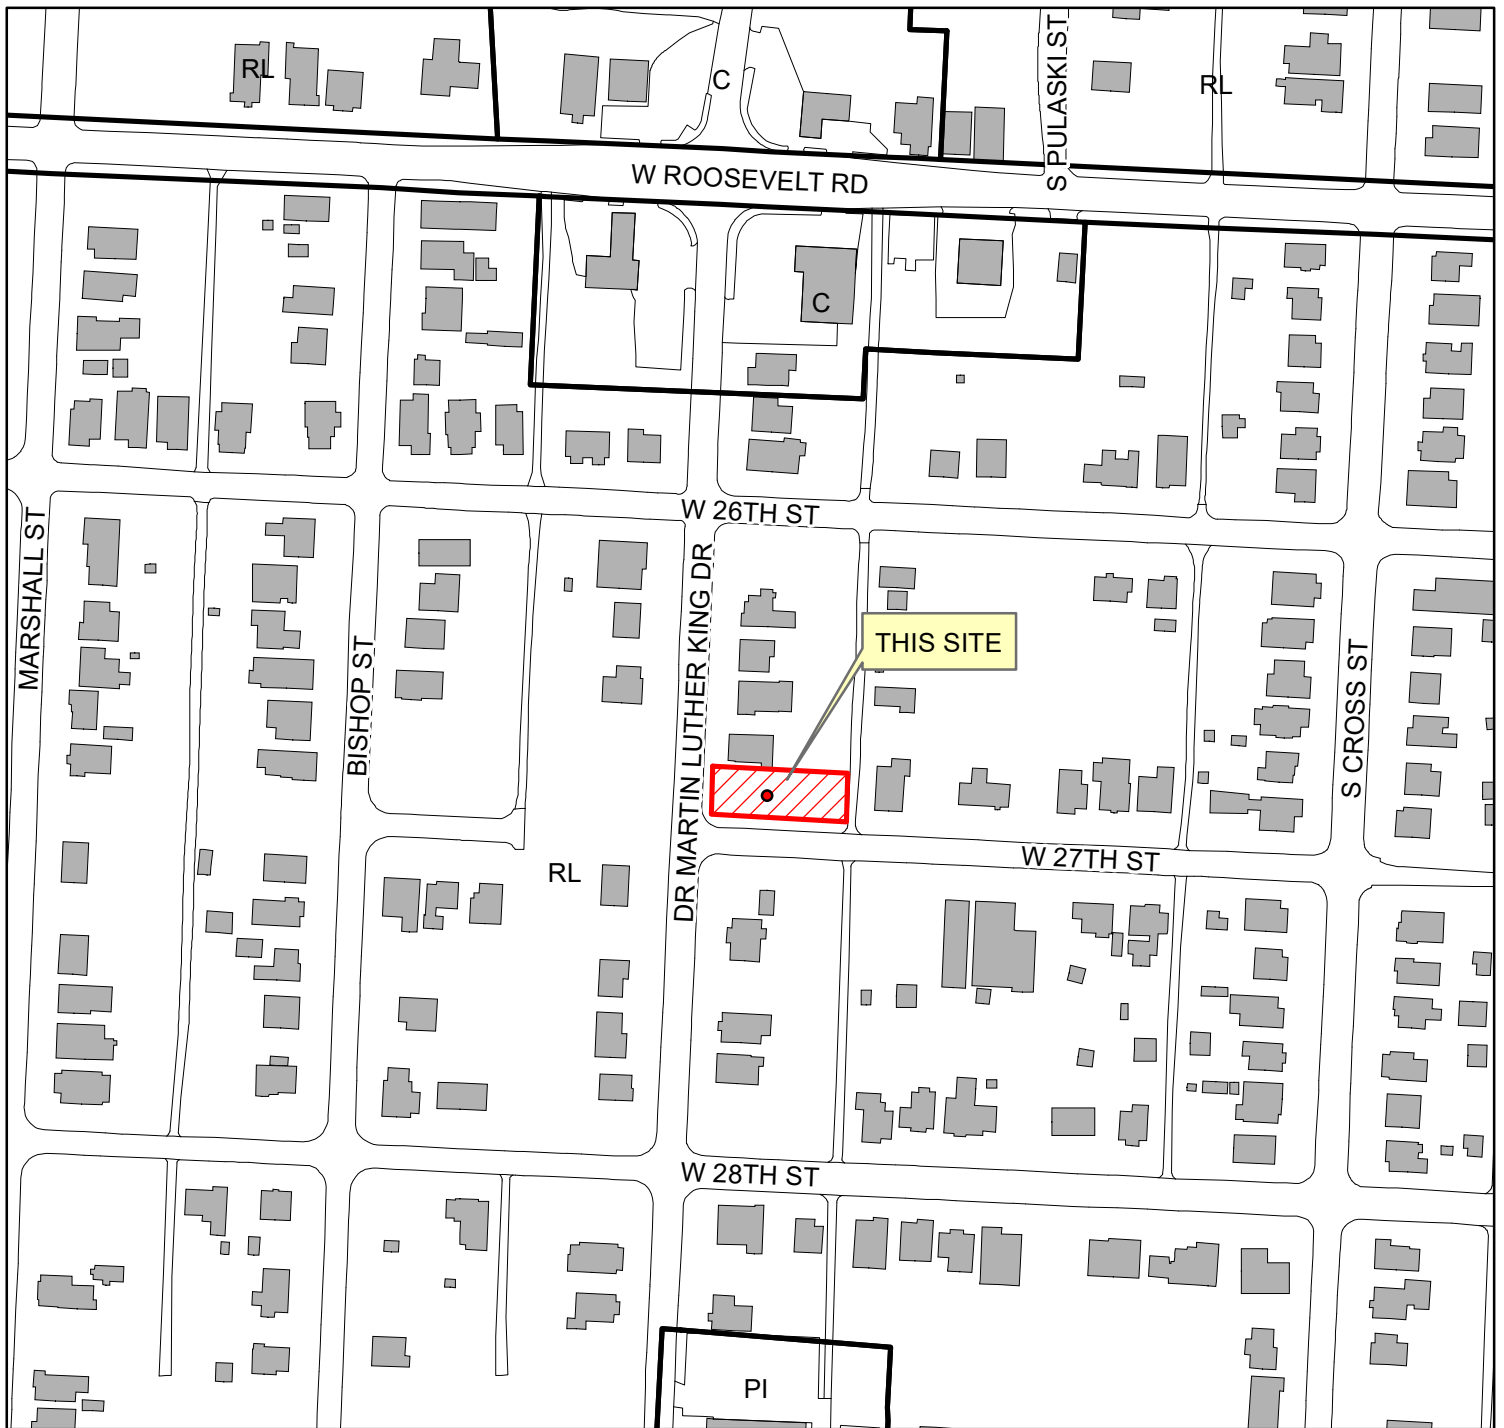 RL
C
S PULASKI ST
RL
W ROOSEVELT RD
C
W 26TH ST
MARSHALL ST
BISHOP ST
DR MARTIN LUTHER KING DR
THIS SITE
S CROSS ST
W 27TH ST
RL
W 28TH ST
PI